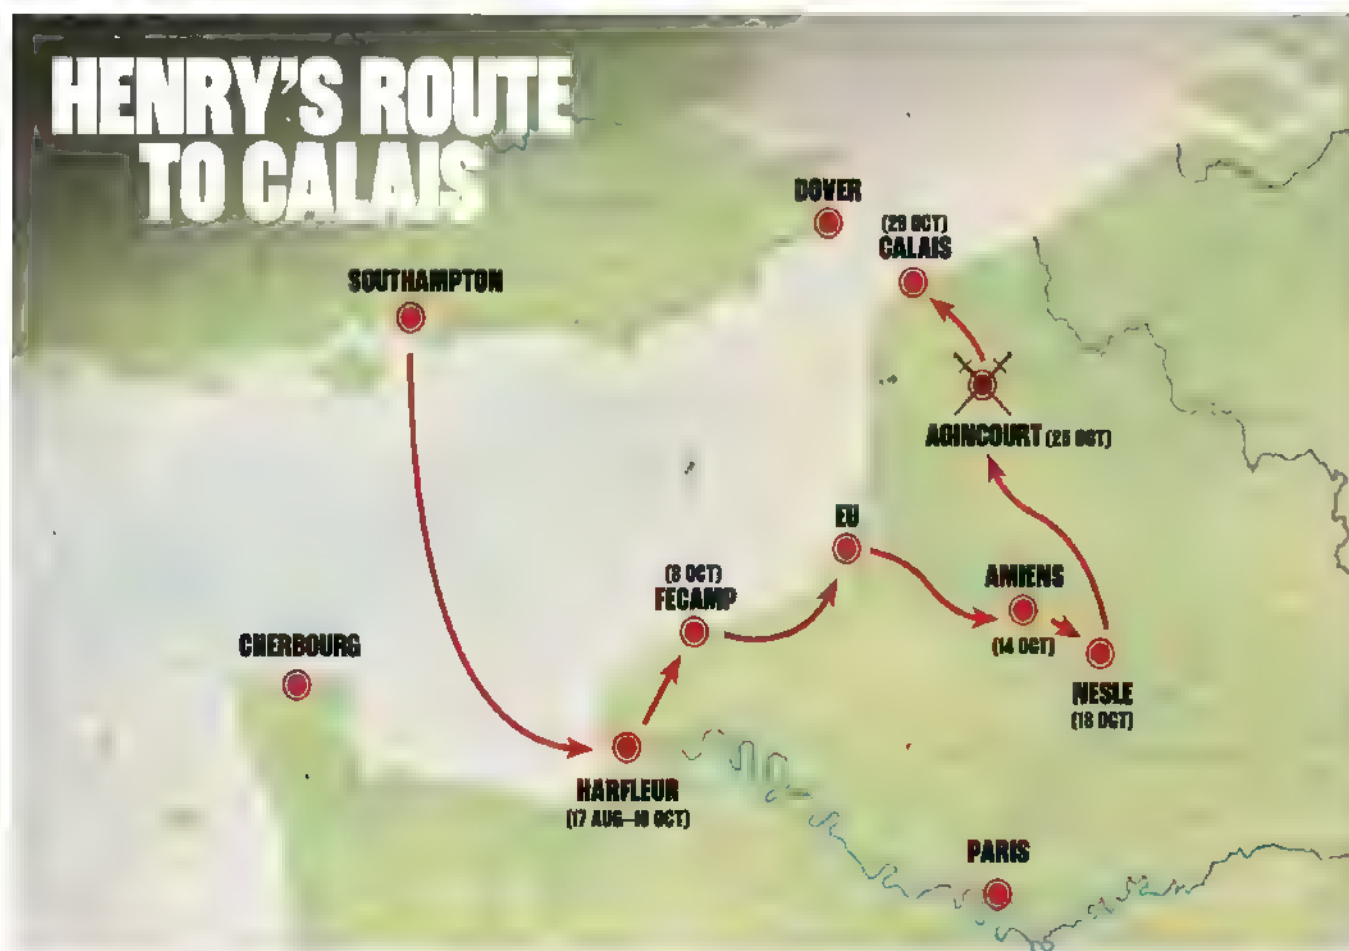 HENRY'S ROUTE
TO CALAIS
DOVER
(29 OCT)
CALAIS
SOUTHAMPTON
AGINCOURT (25 OCT)
EU
(8 OCT)
FECAMP
AMIENS
(14 OCT)
CHERBOURG
NESLE
(18 OCT)
HARFLEUR
(17 AUG–
OCT)
PARIS